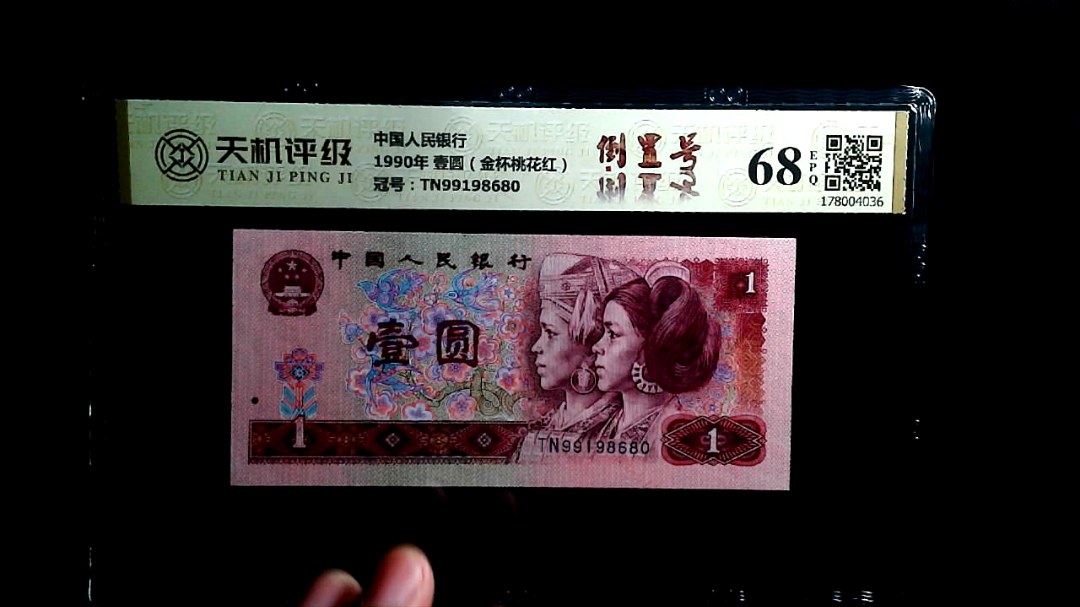 天机评级
TIAN JI PING JI
中国人民银行
1990年 壹圆（金杯桃花红）
冠号：TN99198680
倒置号
68
EPQ
178004036
中国人民银行
1
壹圆
1
TN99198680
1